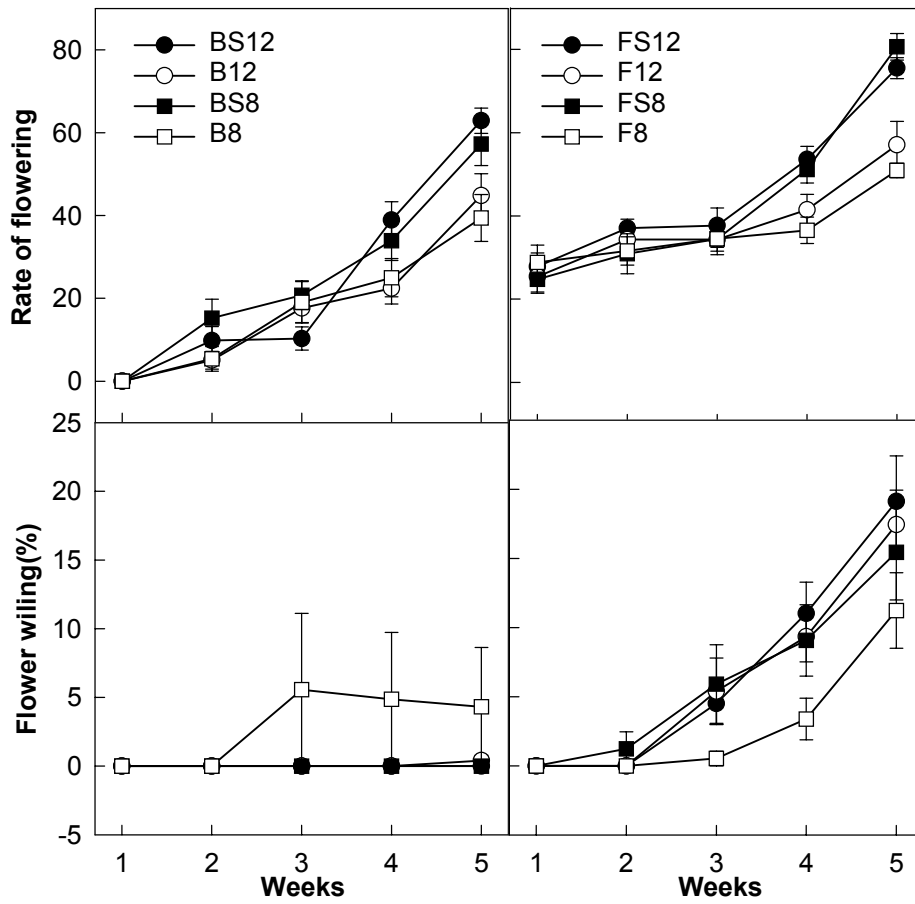 BS12
B12
BS8
B8
FS12
F12
FS8
F8
Rate of flowering
80
60
40
20
0
Flower wiling(%)
25
20
15
10
5
0
-5
1 2 3 4 5
Weeks
1 2 3 4 5
Weeks